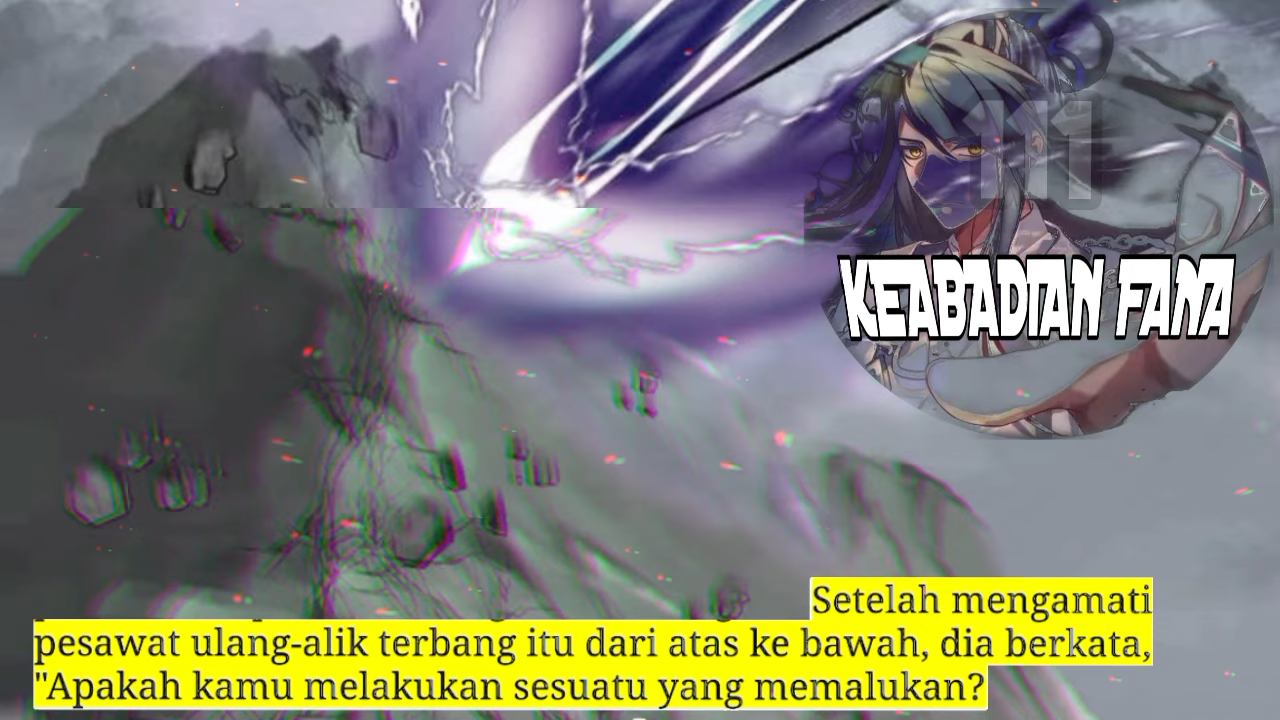 111
KEABADIAN FANA
Setelah mengamati
pesawat ulang-alik terbang itu dari atas ke bawah, dia berkata,
"Apakah kamu melakukan sesuatu yang memalukan?